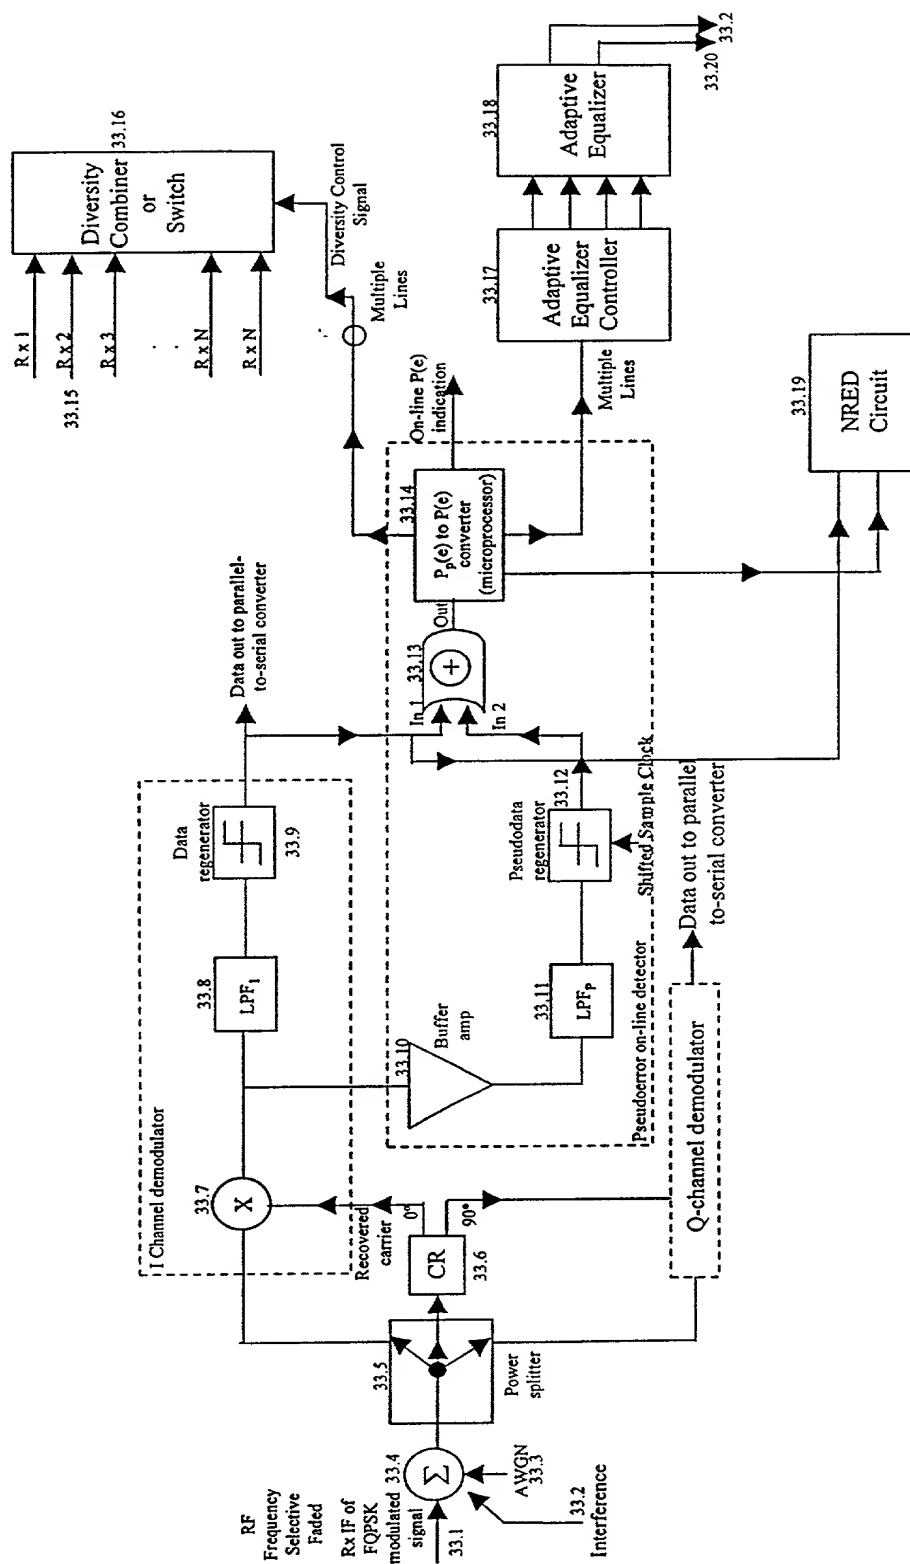 RF
Frequency
Selective
Faded
Rx IF of
FQPSK
modulated
signal
33.1
33.4
Σ
AWGN
33.3
33.2
Interference
33.5
Power
splitter
CR
33.6
0°
90°
Recovered
carrier
I Channel demodulator
33.7
X
33.8
LPF1
Data
regenerator
33.9
Data out to parallel-
to-serial converter
33.10
Buffer
amp
33.11
LPFP
Pseudodata
regenerator
33.12
Shifted Sample Clock
Pseudoerror on-line detector
In 1
In 2
33.13
+
Out
33.14
Pp(e) to P(e)
converter
(microprocessor)
On-line P(e)
indication
Q-channel demodulator
Data out to parallel
to-serial converter
Multiple
Lines
Diversity Control
Signal
Rx 1
Rx 2
Rx 3
Rx N
Rx N
33.15
Diversity
Combiner
or
Switch
33.16
Multiple
Lines
33.17
Adaptive
Equalizer
Controller
33.18
Adaptive
Equalizer
33.20
33.2
33.19
NRED
Circuit